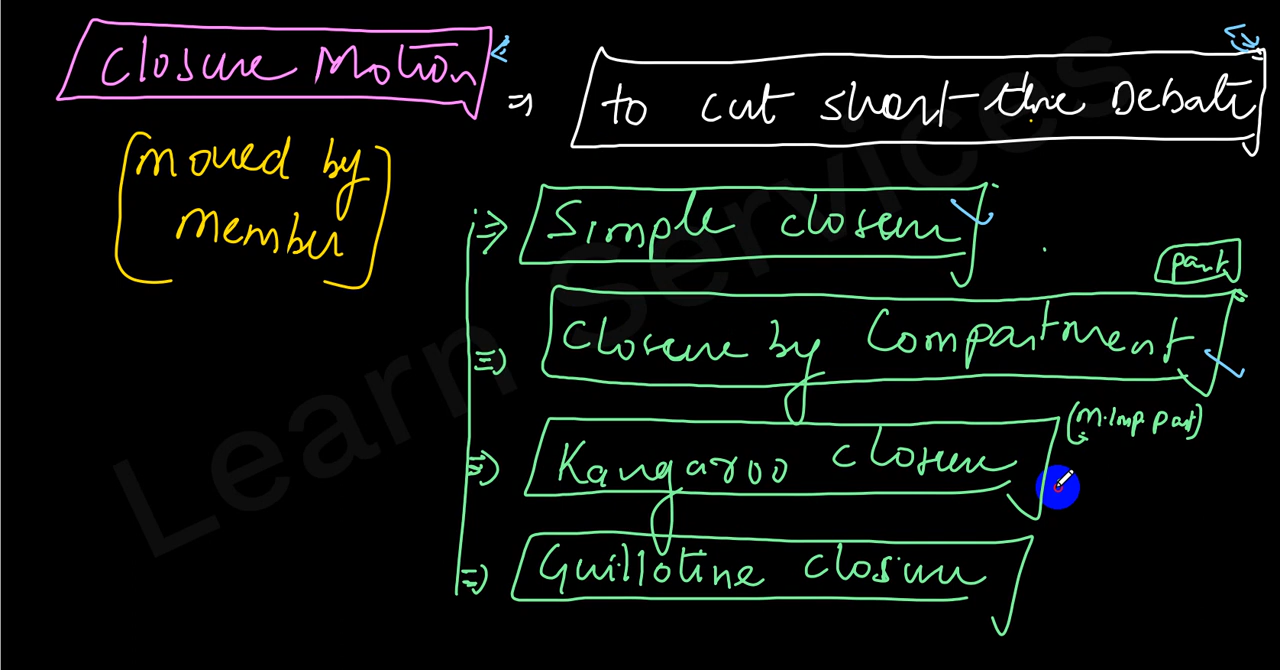 Closure Motion => to cut short the Debate
(moved by
member)
=> Simple closure
part
=> Closure by Compartment
(M.Imp. Part)
=> Kangaroo closure
=> Guillotine closure
Learn Services